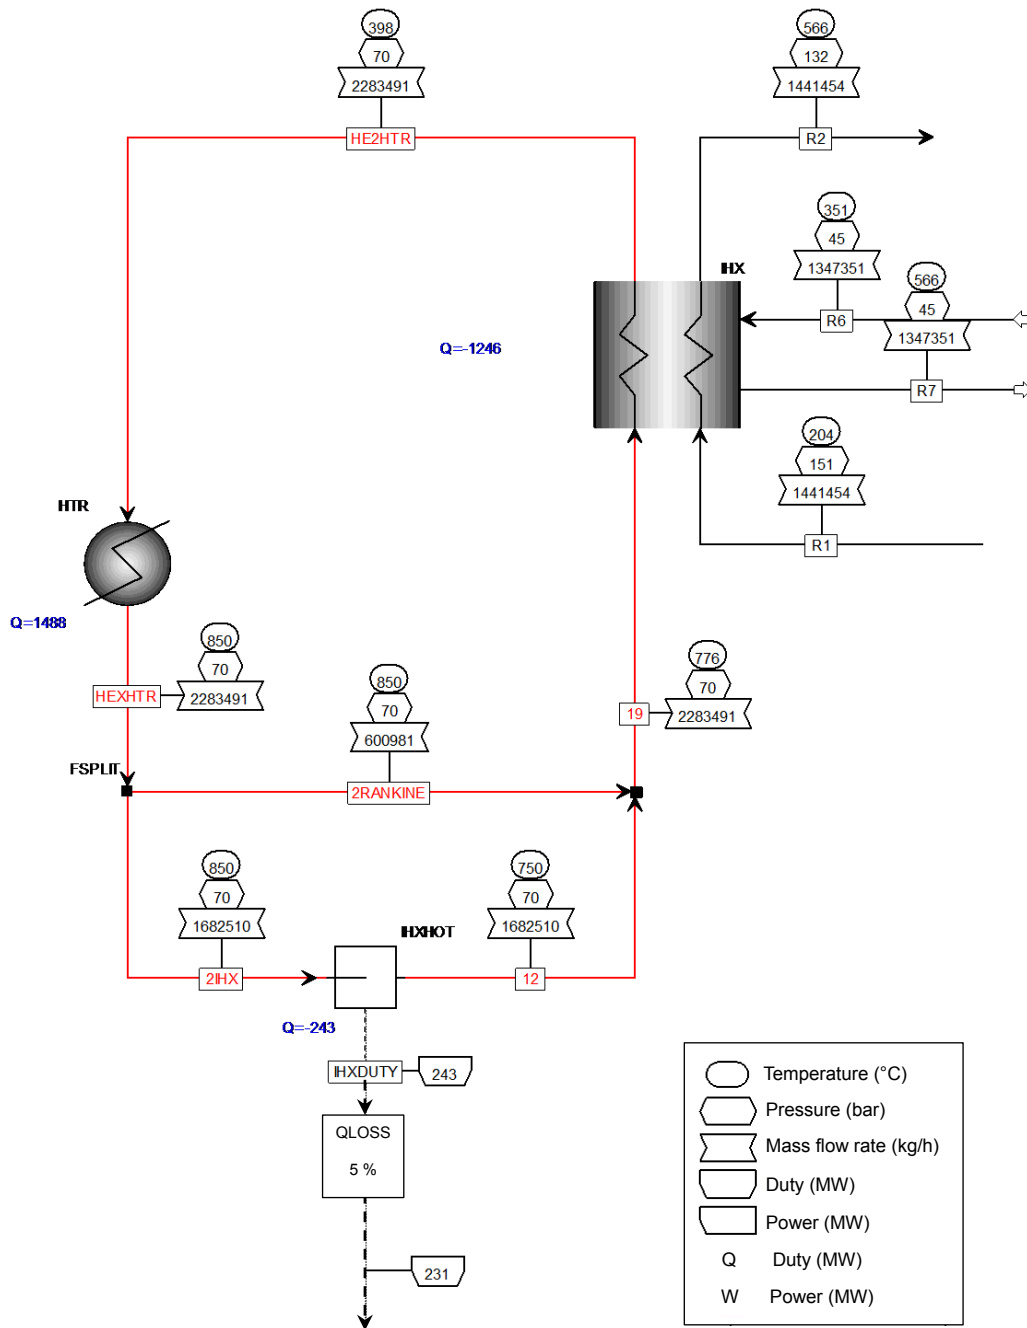 398
70
2283491
HE2HTR
566
132
1441454
R2
351
45
1347351
R6
IHX
566
45
1347351
R7
Q=-1246
204
151
1441454
R1
HTR
Q=1488
850
70
2283491
HEXHTR
776
70
2283491
19
850
70
600981
2RANKINE
FSPLIT
850
70
1682510
2IHX
750
70
1682510
12
IHXHOT
Q=-243
IHXDUTY
243
QLOSS
5 %
231
Temperature (°C)
Pressure (bar)
Mass flow rate (kg/h)
Duty (MW)
Power (MW)
Q Duty (MW)
W Power (MW)